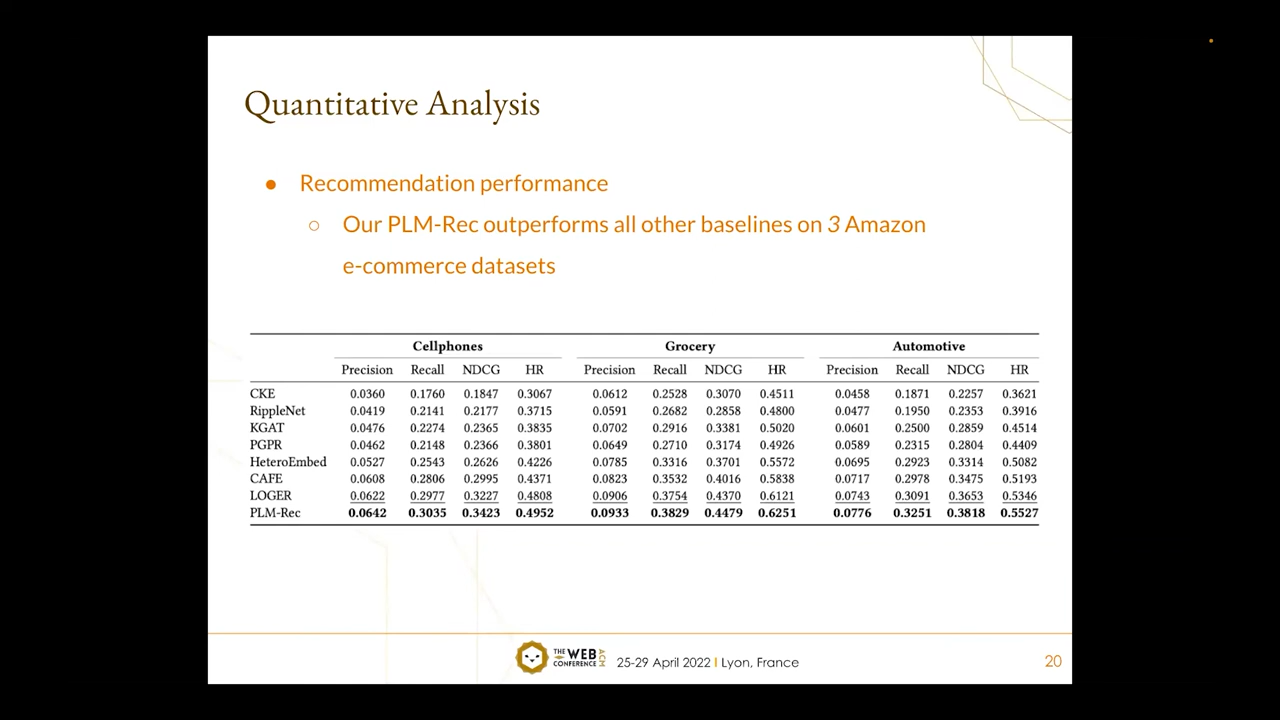 Quantitative Analysis
● Recommendation performance
○ Our PLM-Rec outperforms all other baselines on 3 Amazon
e-commerce datasets
Cellphones Grocery Automotive
Precision Recall NDCG HR Precision Recall NDCG HR Precision Recall NDCG HR
CKE 0.0360 0.1760 0.1847 0.3067 0.0612 0.2528 0.3070 0.4511 0.0458 0.1871 0.2257 0.3621
RippleNet 0.0419 0.2141 0.2177 0.3715 0.0591 0.2682 0.2858 0.4800 0.0477 0.1950 0.2353 0.3916
KGAT 0.0476 0.2274 0.2365 0.3835 0.0702 0.2916 0.3381 0.5020 0.0601 0.2500 0.2859 0.4514
PGPR 0.0462 0.2148 0.2366 0.3801 0.0649 0.2710 0.3174 0.4926 0.0589 0.2315 0.2804 0.4409
HeteroEmbed 0.0527 0.2543 0.2626 0.4226 0.0785 0.3316 0.3701 0.5572 0.0695 0.2923 0.3314 0.5082
CAFE 0.0608 0.2806 0.2995 0.4371 0.0823 0.3532 0.4016 0.5838 0.0717 0.2978 0.3475 0.5193
LOGER 0.0622 0.2977 0.3227 0.4808 0.0906 0.3754 0.4370 0.6121 0.0743 0.3091 0.3653 0.5346
PLM-Rec 0.0642 0.3035 0.3423 0.4952 0.0933 0.3829 0.4479 0.6251 0.0776 0.3251 0.3818 0.5527
THE WEB
CONFERENCE
ACM
25-29 April 2022 I Lyon, France
20